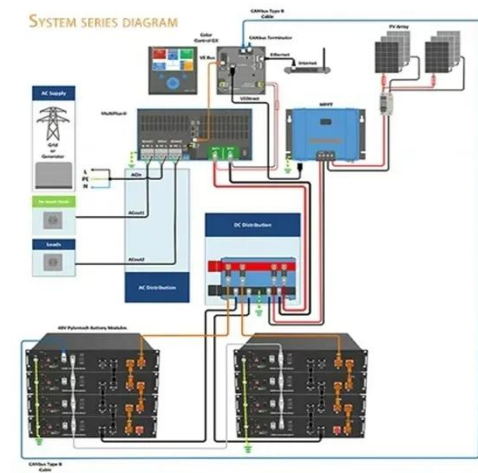 SYSTEM SERIES DIAGRAM
CANbus Type B
Cable
Color
Control GX
CANbus Terminator
PV Array
Ethernet
Internet
VE Bus
VEDirect
AC Supply
MultiPlus-II
MPPT
Grid
or
Generator
L
PE
N
ACin
ACout1
Loads
ACout2
DC Distribution
AC Distribution
48V Pylontech Battery Modules
CANbus Type B
Cable